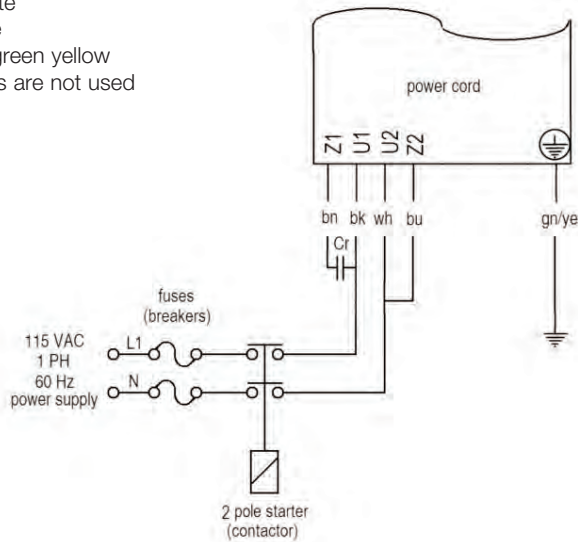 green yellow
s are not used
power cord
Z1 U1 U2 Z2
bn bk wh bu gn/ye
Cr
fuses
(breakers)
115 VAC
1 PH
60 Hz
power supply
L1
N
2 pole starter
(contactor)